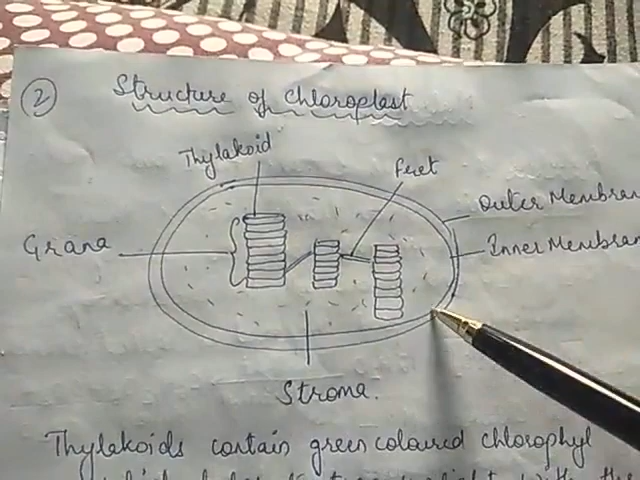 2
Structure of Chloroplast
Thylakoid
Fret
Outer Membran
Grana
Inner Membran
Stroma.
Thylakoids contain green coloured chlorophyl